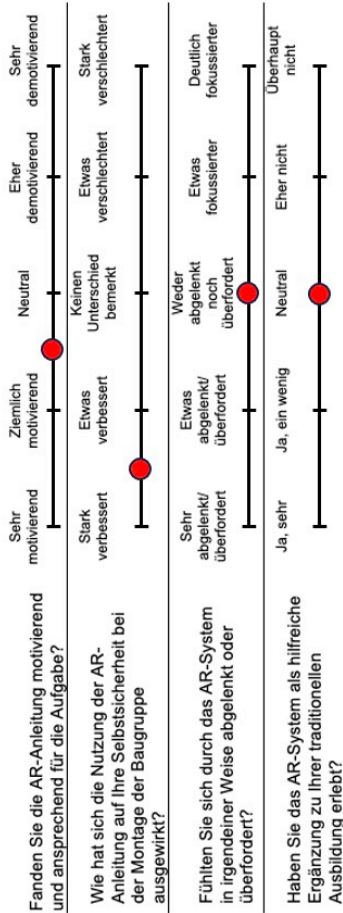 Fanden Sie die AR-Anleitung motivierend
und ansprechend für die Aufgabe?
Sehr
motivierend
Ziemlich
motivierend
Neutral
Eher
demotivierend
Sehr
demotivierend
Wie hat sich die Nutzung der AR-
Anleitung auf Ihre Selbstsicherheit bei
der Montage der Baugruppe
ausgewirkt?
Stark
verbessert
Etwas
verbessert
Keinen
Unterschied
bemerkt
Etwas
verschlechtert
Stark
verschlechtert
Fühlten Sie sich durch das AR-System
in irgendeiner Weise abgelenkt oder
überfordert?
Sehr
abgelenkt/
überfordert
Etwas
abgelenkt/
überfordert
Weder
abgelenkt
noch
überfordert
Etwas
fokussierter
Deutlich
fokussierter
Haben Sie das AR-System als hilfreiche
Ergänzung zu Ihrer traditionellen
Ausbildung erlebt?
Ja, sehr
Ja, ein wenig
Neutral
Eher nicht
Überhaupt
nicht